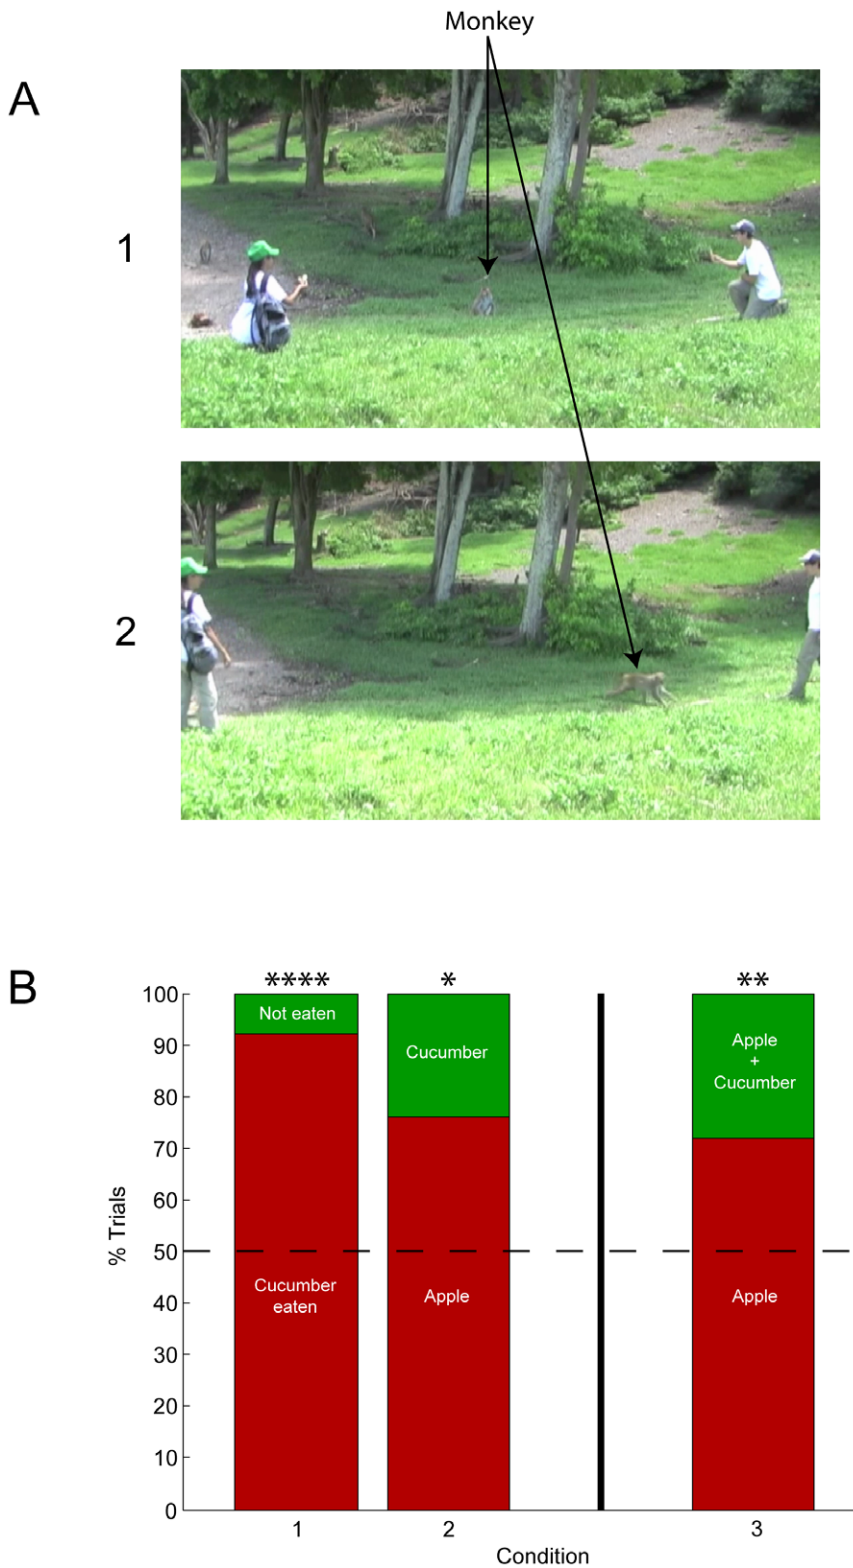 Monkey
A
1
2
B
**** * **
100
90
80
70
60
50
40
30
20
10
0
% Trials
Not eaten
Cucumber
eaten
Cucumber
Apple
Apple
+
Cucumber
Apple
1 2 3
Condition